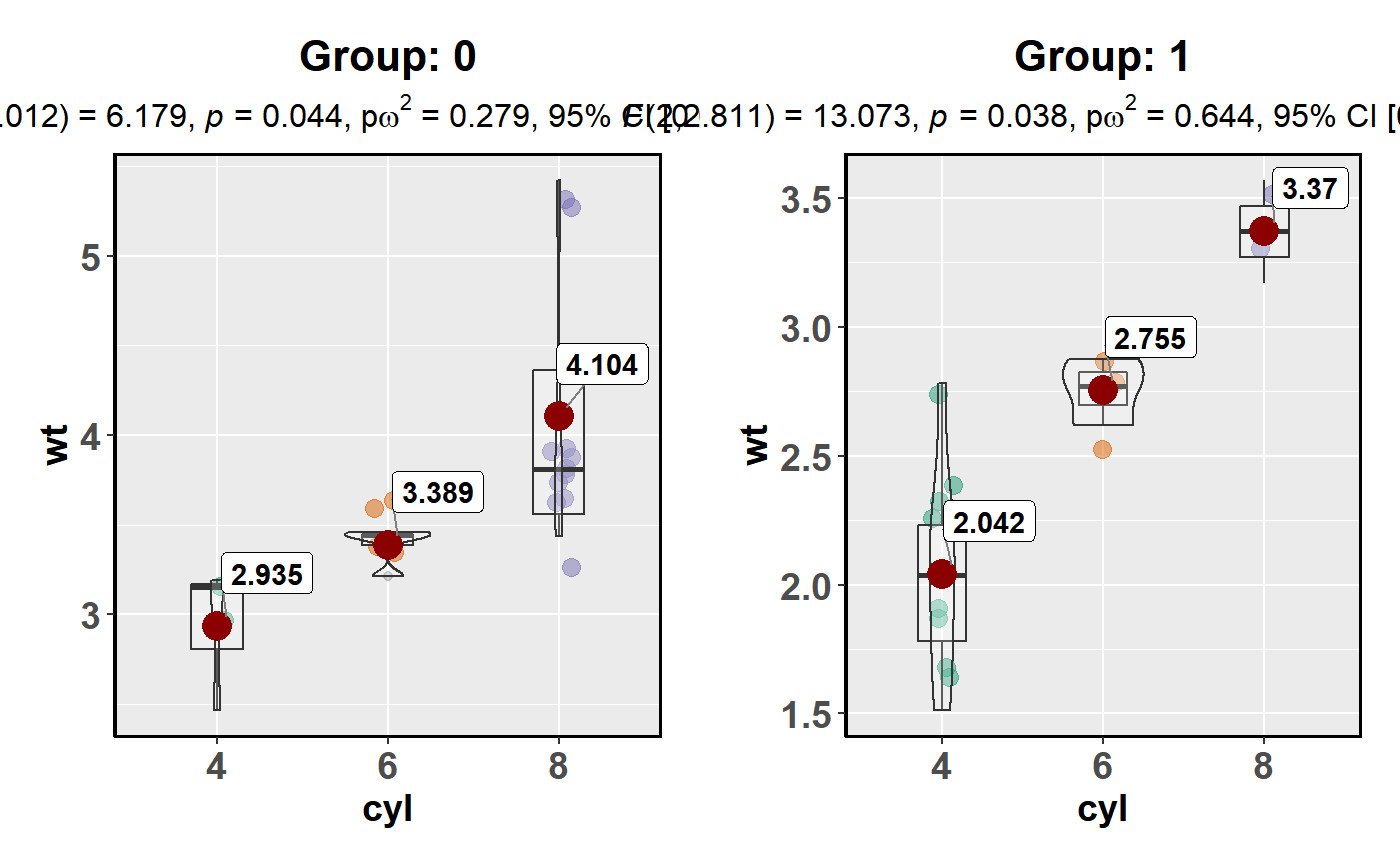 Group: 0
.012) = 6.179, p = 0.044, pω² = 0.279, 95% CI [0,
wt
5
4
3
4.104
3.389
2.935
4 6 8
cyl
Group: 1
F(2,2.811) = 13.073, p = 0.038, pω² = 0.644, 95% CI [
wt
3.5
3.0
2.5
2.0
1.5
3.37
2.755
2.042
4 6 8
cyl